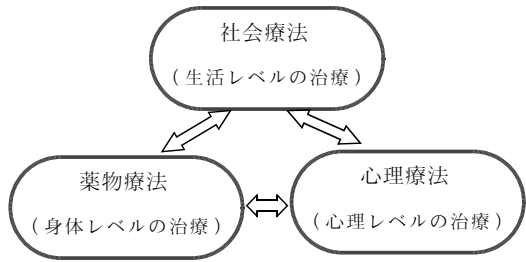 社会療法
（生活レベルの治療）
薬物療法
（身体レベルの治療）
心理療法
（心理レベルの治療）